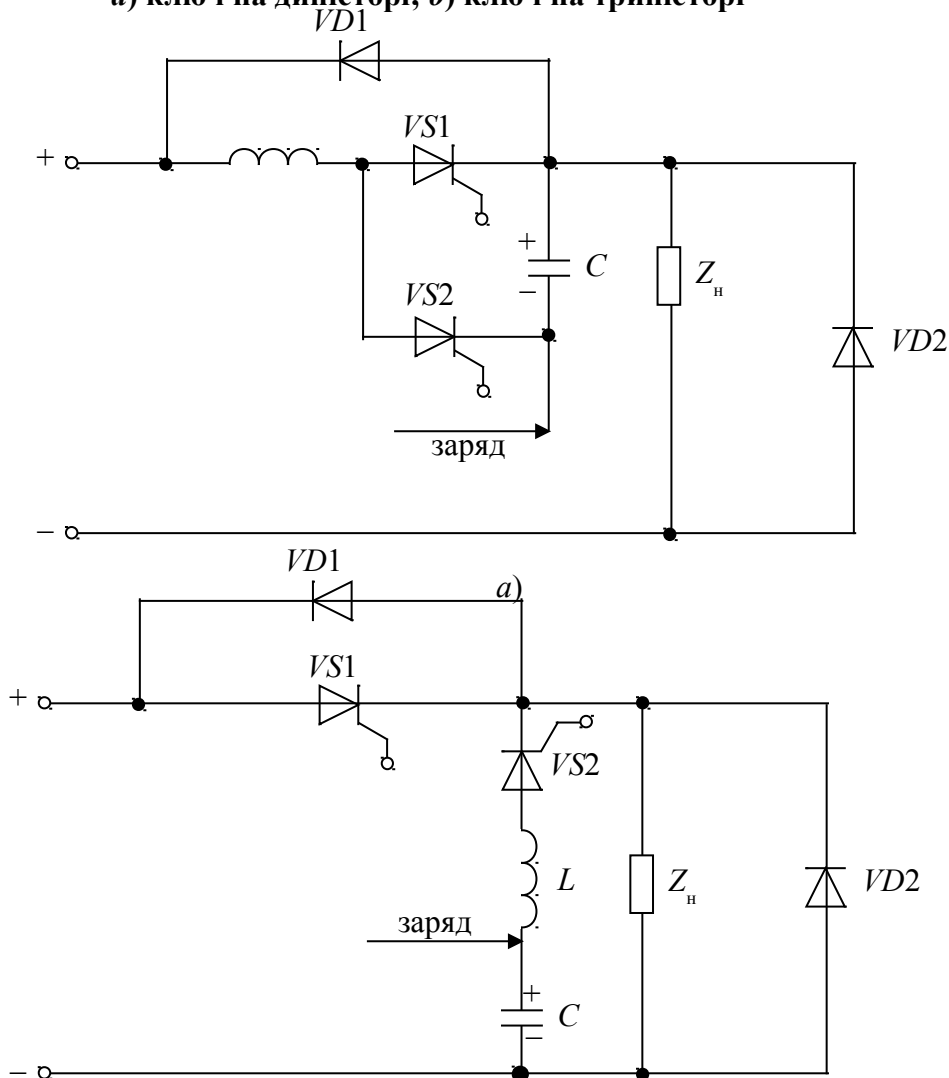 а) ключ на диністорі, б) ключ на триністорі
VD1
VS1
+
+
C
Zн
VS2
–
VD2
заряд
–
VD1
a)
VS1
+
VS2
L
Zн
VD2
заряд
+
C
–
–